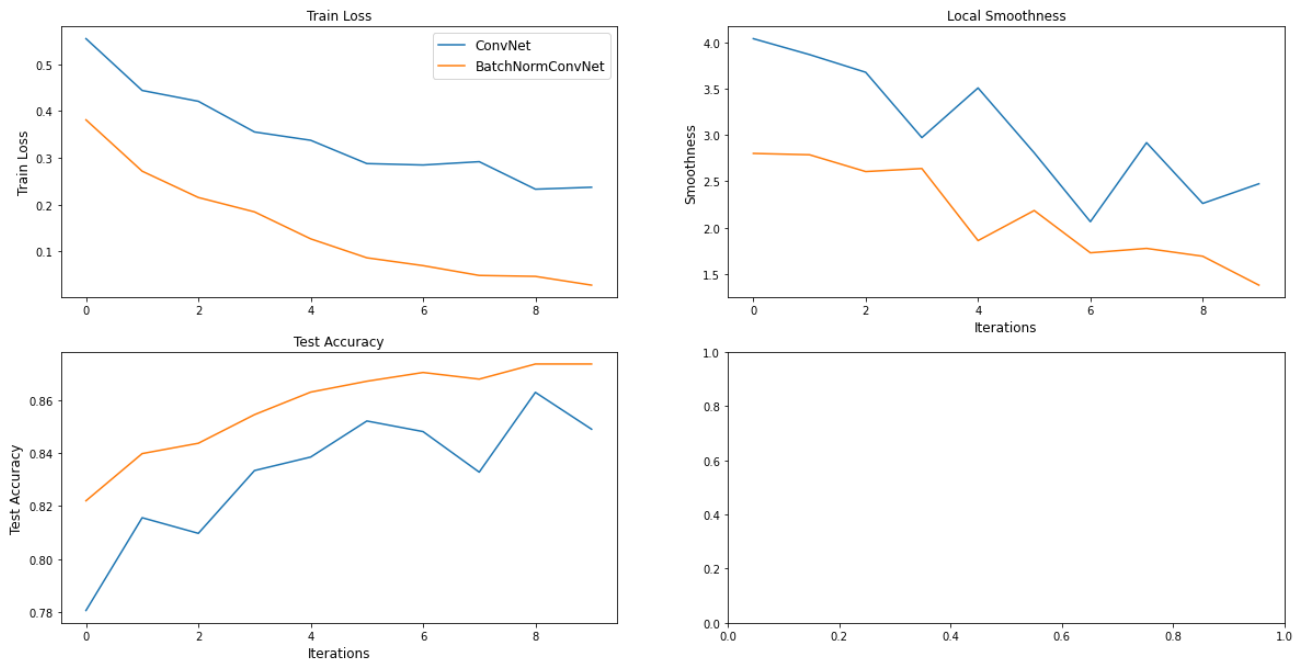 Train Loss
Train Loss
0.5
0.4
0.3
0.2
0.1
0 2 4 6 8
ConvNet
BatchNormConvNet
Local Smoothness
Smoothness
4.0
3.5
3.0
2.5
2.0
1.5
0 2 4 6 8
Iterations
Test Accuracy
Test Accuracy
0.86
0.84
0.82
0.80
0.78
0 2 4 6 8
Iterations
1.0
0.8
0.6
0.4
0.2
0.0
0.0 0.2 0.4 0.6 0.8 1.0